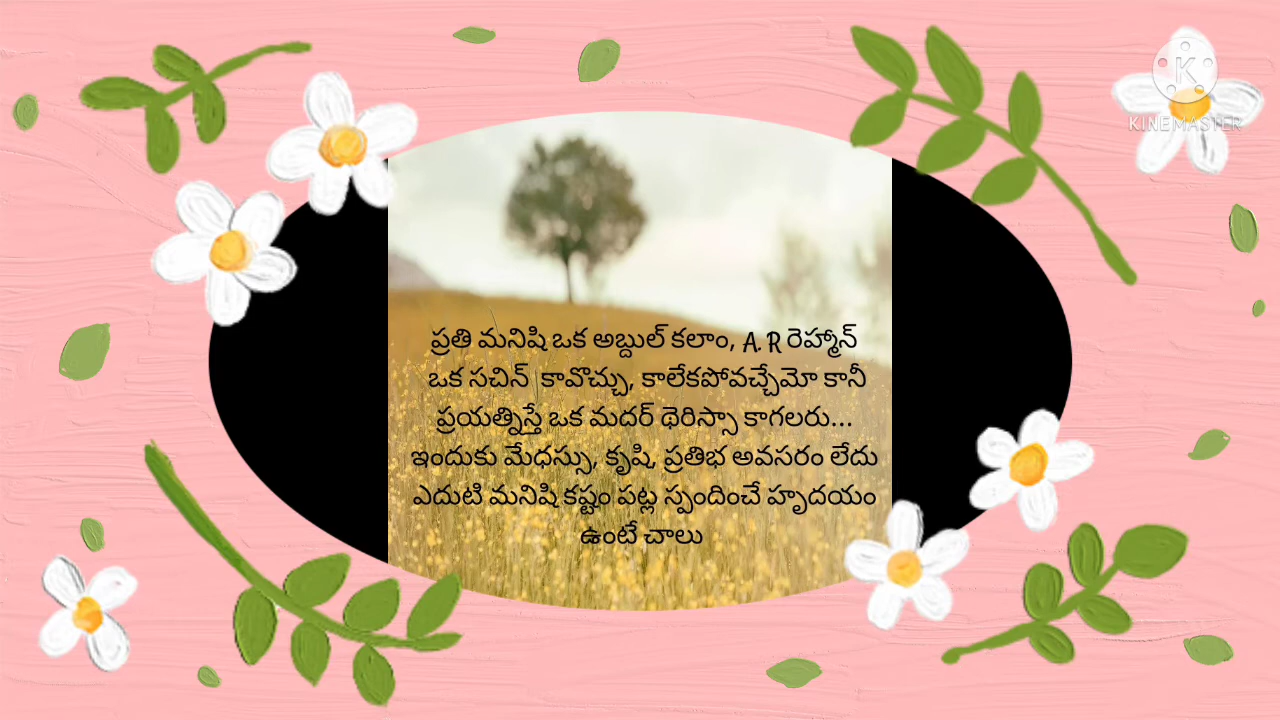 KINEMASTER
ప్రతి మనిషి ఒక అబ్దుల్ కలాం, A. R రెహ్మాన్
ఒక సచిన్ కావొచ్చు, కాలేకపోవచ్చేమో కానీ
ప్రయత్నిస్తే ఒక మదర్ థెరిస్సా కాగలరు...
ఇందుకు మేధస్సు, కృషి, ప్రతిభ అవసరం లేదు
ఎదుటి మనిషి కష్టం పట్ల స్పందించే హృదయం
ఉంటే చాలు